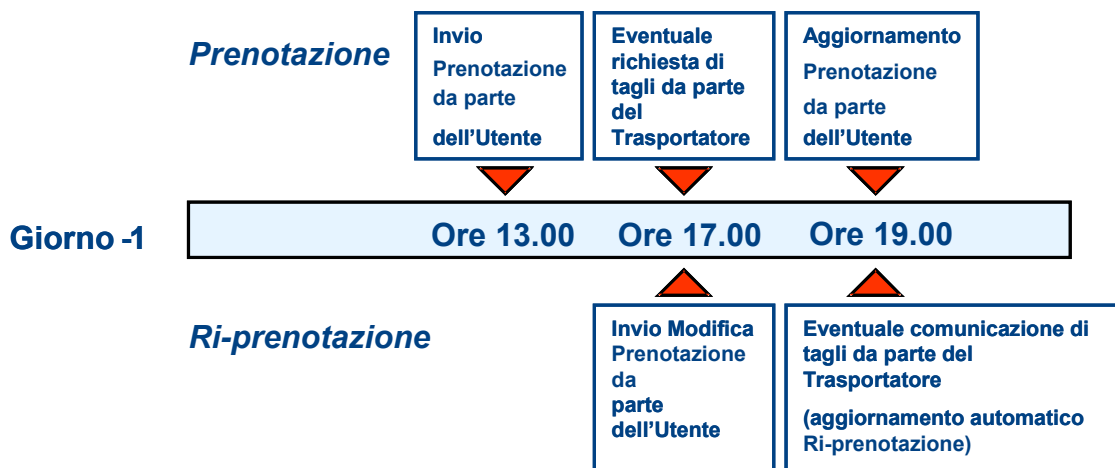 Prenotazione
Invio
Prenotazione
da parte
dell'Utente
Eventuale
richiesta di
tagli da parte
del
Trasportatore
Aggiornamento
Prenotazione
da parte
dell'Utente
Giorno -1
Ore 13.00
Ore 17.00
Ore 19.00
Ri-prenotazione
Invio Modifica
Prenotazione
da
parte
dell'Utente
Eventuale comunicazione di
tagli da parte del
Trasportatore
(aggiornamento automatico
Ri-prenotazione)